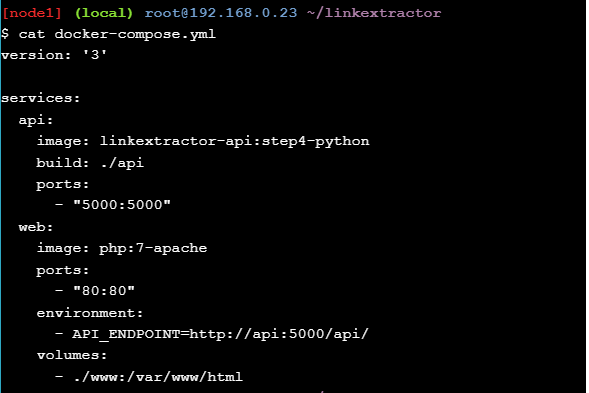 [node1] (local) root@192.168.0.23 ~/linkextractor
$ cat docker-compose.yml
version: '3'

services:
  api:
    image: linkextractor-api:step4-python
    build: ./api
    ports:
      - "5000:5000"
  web:
    image: php:7-apache
    ports:
      - "80:80"
    environment:
      - API_ENDPOINT=http://api:5000/api/
    volumes:
      - ./www:/var/www/html